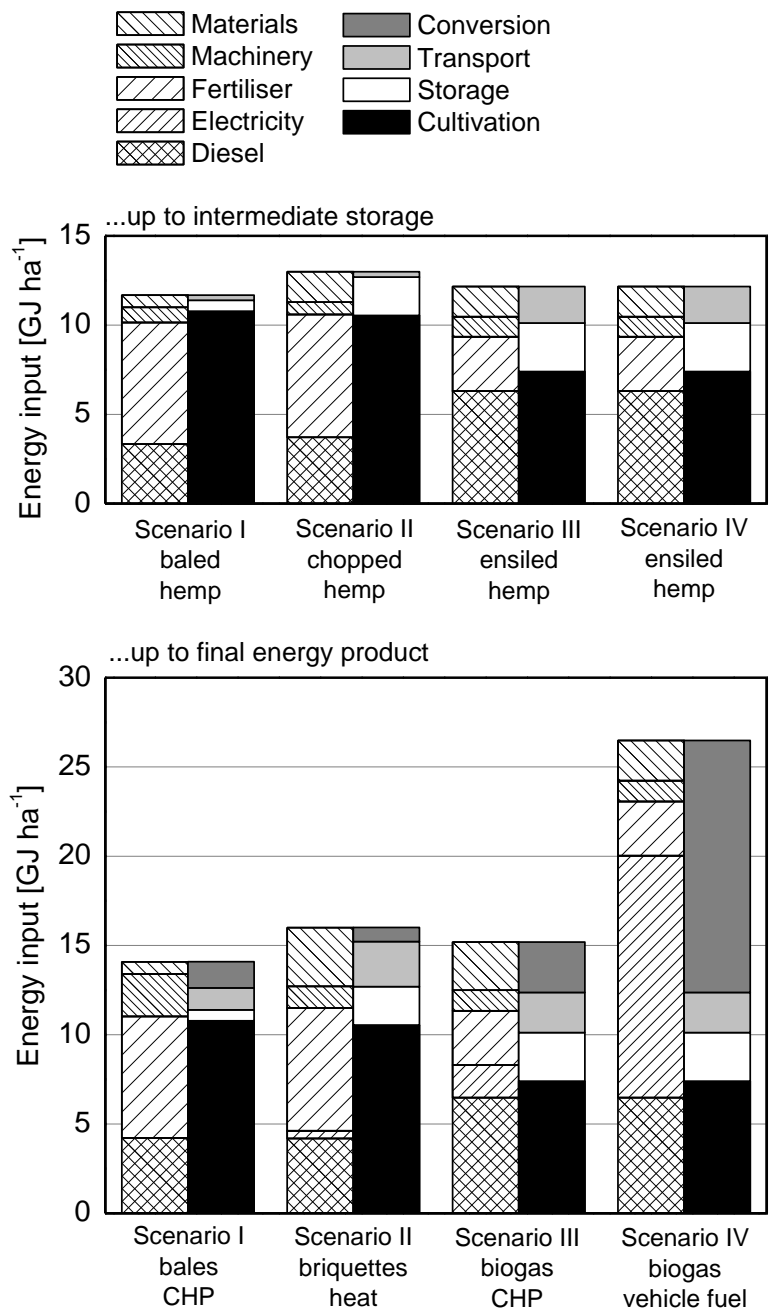 Materials
Machinery
Fertiliser
Electricity
Diesel
Conversion
Transport
Storage
Cultivation
...up to intermediate storage
Energy input [GJ ha⁻¹]
15
10
5
0
Scenario I
baled
hemp
Scenario II
chopped
hemp
Scenario III
ensiled
hemp
Scenario IV
ensiled
hemp
...up to final energy product
Energy input [GJ ha⁻¹]
30
25
20
15
10
5
0
Scenario I
bales
CHP
Scenario II
briquettes
heat
Scenario III
biogas
CHP
Scenario IV
biogas
vehicle fuel